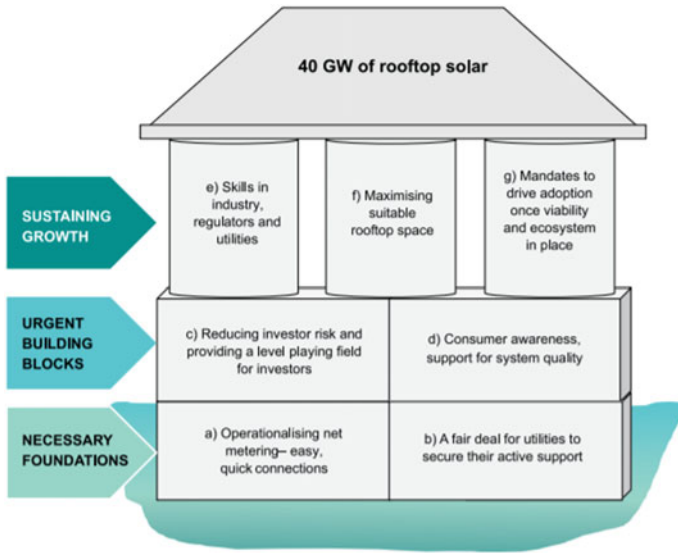 40 GW of rooftop solar
SUSTAINING
GROWTH
e) Skills in
industry,
regulators and
utilities
f) Maximising
suitable
rooftop space
g) Mandates to
drive adoption
once viability
and ecosystem
in place
URGENT
BUILDING
BLOCKS
c) Reducing investor risk and
providing a level playing field
for investors
d) Consumer awareness,
support for system quality
NECESSARY
FOUNDATIONS
a) Operationalising net
metering– easy,
quick connections
b) A fair deal for utilities to
secure their active support